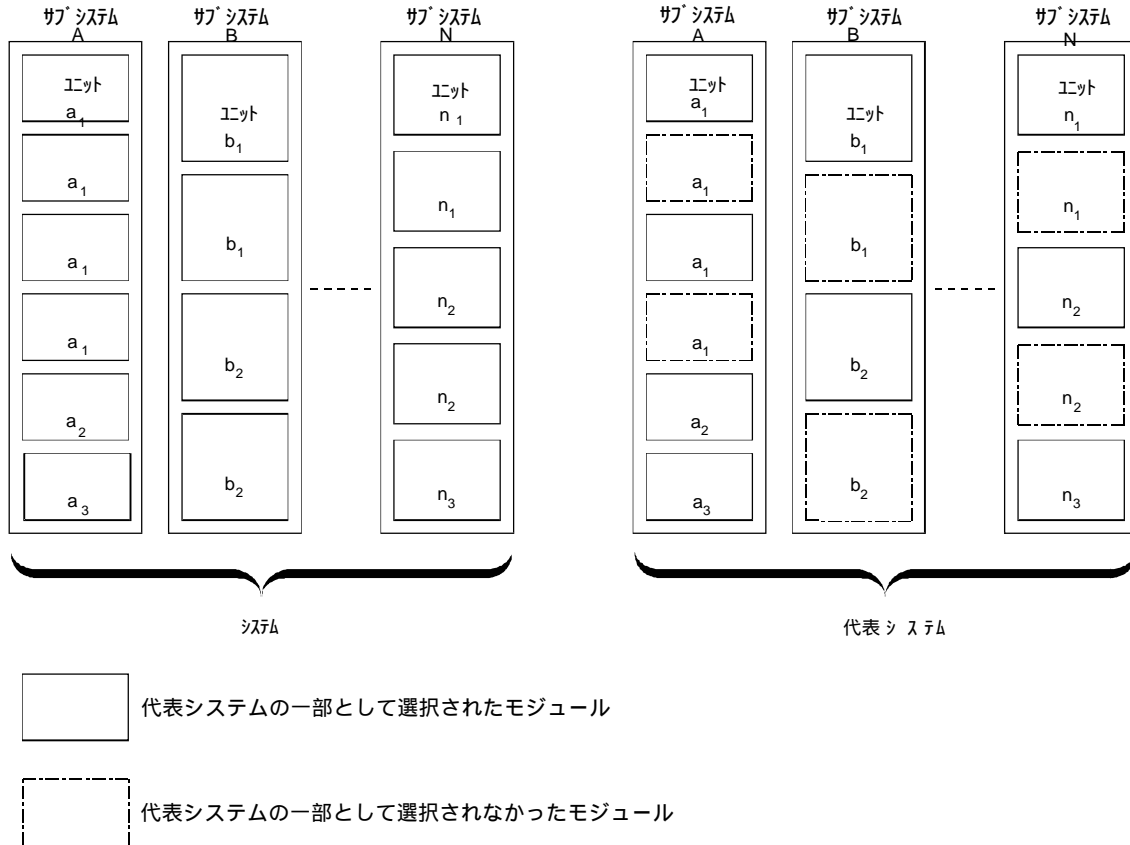 サブシステム
A
サブシステム
B
サブシステム
N
ユニット
a1
a1
a1
a1
a2
a3
ユニット
b1
b1
b2
b2
ユニット
n1
n1
n2
n2
n3
システム
サブシステム
A
サブシステム
B
サブシステム
N
ユニット
a1
a1
a1
a1
a2
a3
ユニット
b1
b1
b2
b2
ユニット
n1
n1
n2
n2
n3
代表システム
代表システムの一部として選択されたモジュール
代表システムの一部として選択されなかったモジュール